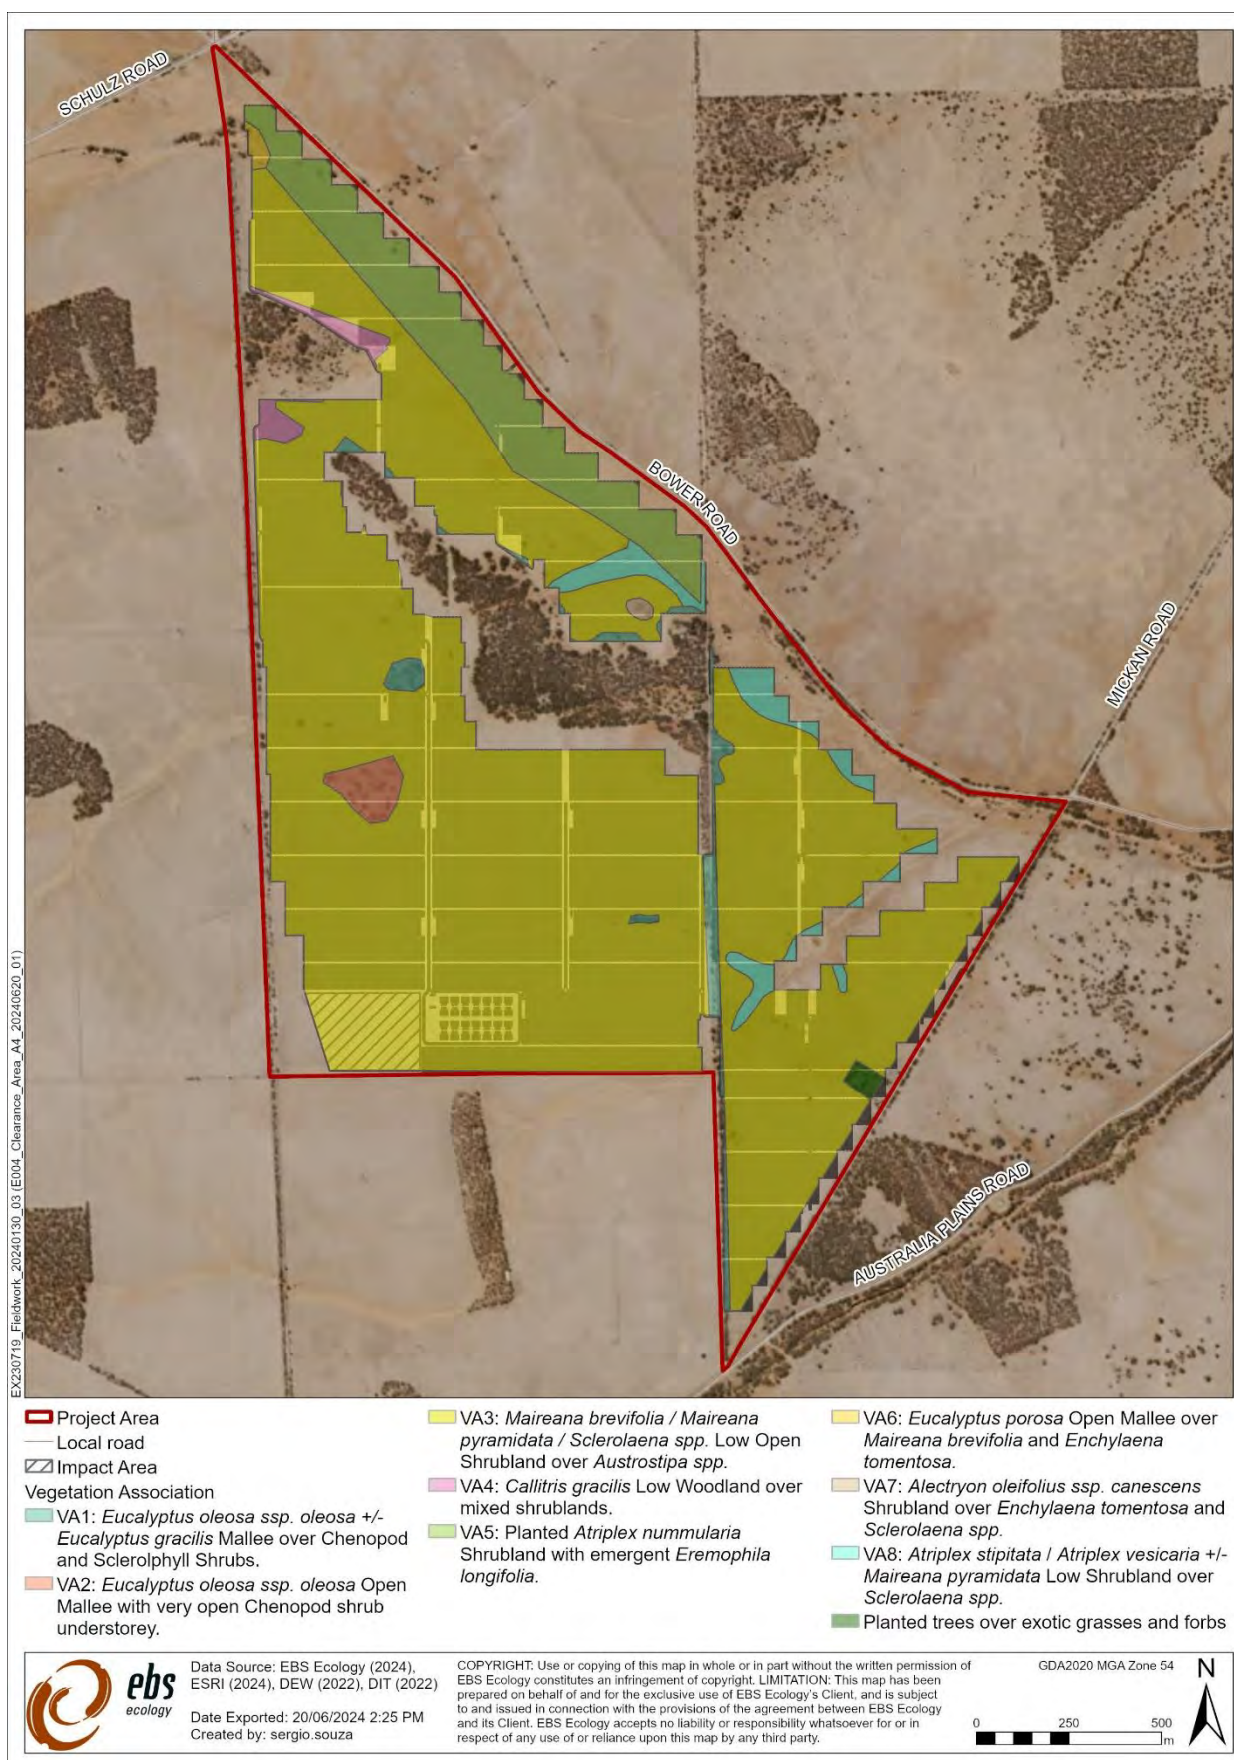 SCHULZ ROAD
BOWER ROAD
MICKAN ROAD
AUSTRALIA PLAINS ROAD
EX230719_Fieldwork_20240130_03 (E004_Clearance_Area_A4_20240620_01)
Project Area
Local road
Impact Area
Vegetation Association
VA1: Eucalyptus oleosa ssp. oleosa +/-
Eucalyptus gracilis Mallee over Chenopod
and Sclerolphyll Shrubs.
VA2: Eucalyptus oleosa ssp. oleosa Open
Mallee with very open Chenopod shrub
understorey.
VA3: Maireana brevifolia / Maireana
pyramidata / Sclerolaena spp. Low Open
Shrubland over Austrostipa spp.
VA4: Callitris gracilis Low Woodland over
mixed shrublands.
VA5: Planted Atriplex nummularia
Shrubland with emergent Eremophila
longifolia.
VA6: Eucalyptus porosa Open Mallee over
Maireana brevifolia and Enchylaena
tomentosa.
VA7: Alectryon oleifolius ssp. canescens
Shrubland over Enchylaena tomentosa and
Sclerolaena spp.
VA8: Atriplex stipitata / Atriplex vesicaria +/-
Maireana pyramidata Low Shrubland over
Sclerolaena spp.
Planted trees over exotic grasses and forbs
ebs
ecology
Data Source: EBS Ecology (2024),
ESRI (2024), DEW (2022), DIT (2022)
Date Exported: 20/06/2024 2:25 PM
Created by: sergio.souza
COPYRIGHT: Use or copying of this map in whole or in part without the written permission of
EBS Ecology constitutes an infringement of copyright. LIMITATION: This map has been
prepared on behalf of and for the exclusive use of EBS Ecology's Client, and is subject
to and issued in connection with the provisions of the agreement between EBS Ecology
and its Client. EBS Ecology accepts no liability or responsibility whatsoever for or in
respect of any use of or reliance upon this map by any third party.
GDA2020 MGA Zone 54
N
0 250 500
m